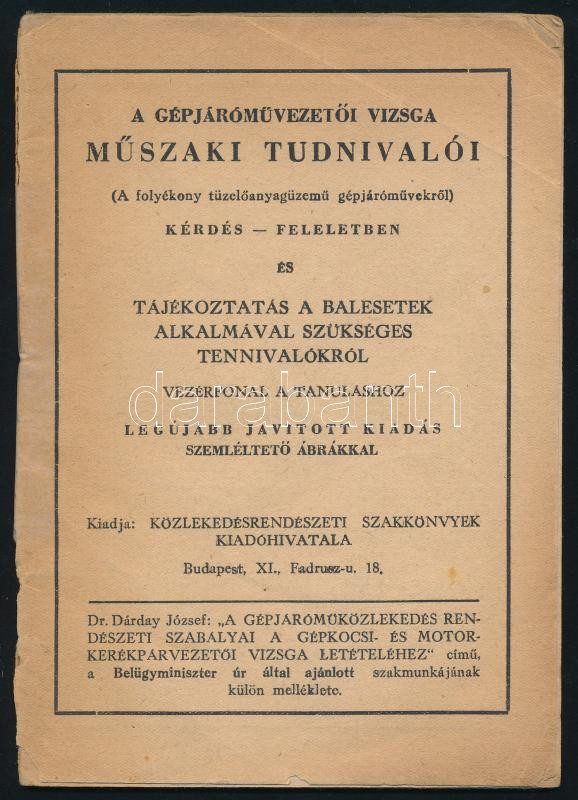 A GÉPJÁRÓMŰVEZETŐI VIZSGA
MŰSZAKI TUDNIVALÓI
(A folyékony tüzelőanyagüzemű gépjáróművekről)
KÉRDÉS — FELELETBEN
ÉS
TÁJÉKOZTATÁS A BALESETEK
ALKALMÁVAL SZÜKSÉGES
TENNIVALÓKRÓL
VEZÉRFONAL A TANULÁSHOZ
darabanth
LEGÚJABB JAVÍTOTT KIADÁS
SZEMLÉLTETŐ ÁBRÁKKAL
Kiadja: KÖZLEKEDÉSRENDÉSZETI SZAKKÖNYVEK
KIADÓHIVATALA
Budapest, XI., Fadrusz-u. 18.
Dr. Dárday József: „A GÉPJÁRÓMŰKÖZLEKEDÉS REN-
DÉSZETI SZABÁLYAI A GÉPKOCSI- ÉS MOTOR-
KERÉKPÁRVEZETŐI VIZSGA LETÉTELÉHEZ" című,
a Belügyminiszter úr által ajánlott szakmunkájának
külön melléklete.